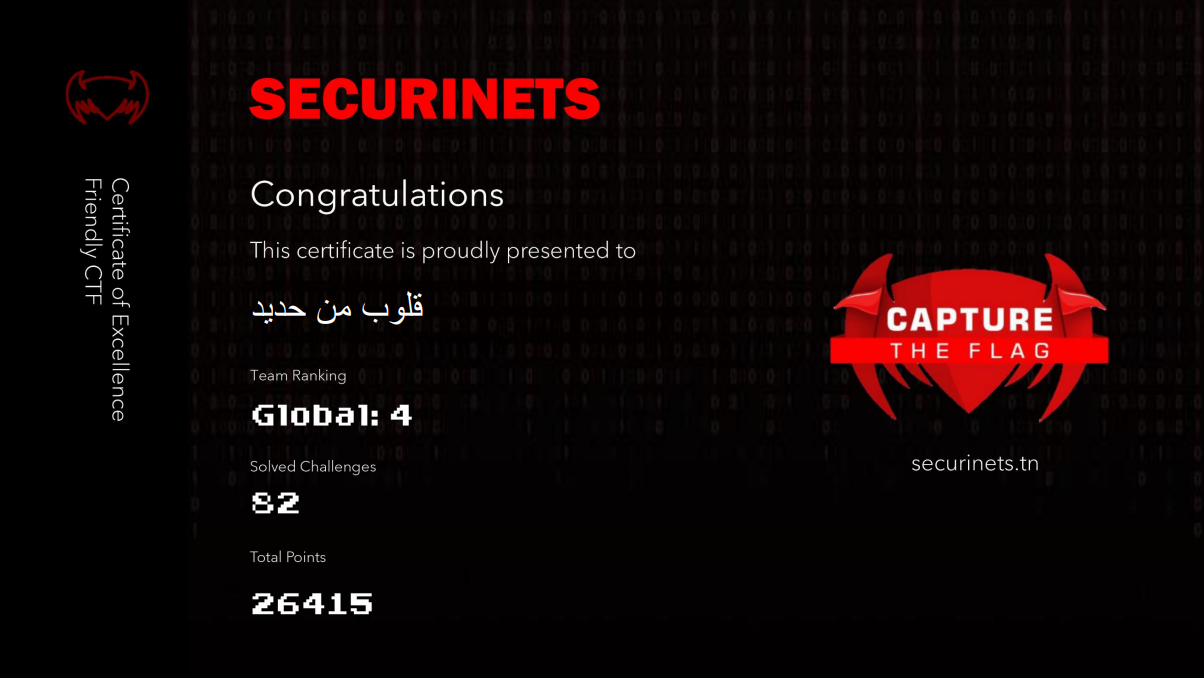 SECURINETS
Certificate of Excellence
Friendly CTF
Congratulations
This certificate is proudly presented to
قلوب من حديد
Team Ranking
Global: 4
Solved Challenges
82
Total Points
26415
CAPTURE
THE FLAG
securinets.tn